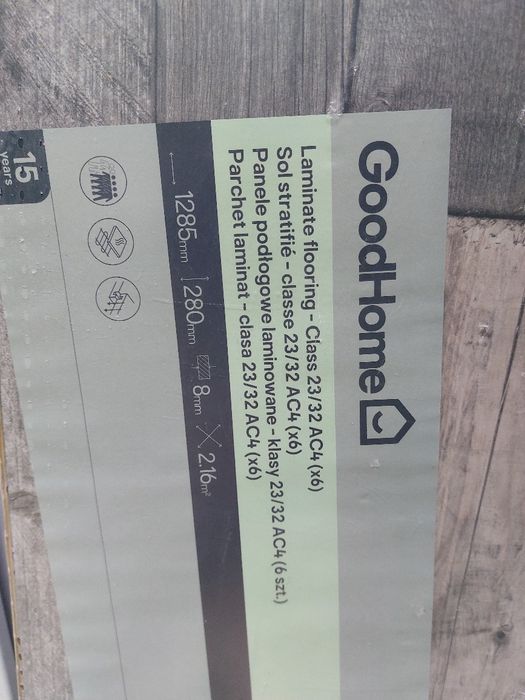 GoodHome
Laminate flooring - Class 23/32 AC4 (x6)
Sol stratifié - classe 23/32 AC4 (x6)
Panele podłogowe laminowane - klasy 23/32 AC4 (6 szt.)
Parchet laminat - clasa 23/32 AC4 (x6)
1285mm 280mm 8mm 2.16m²
15
years